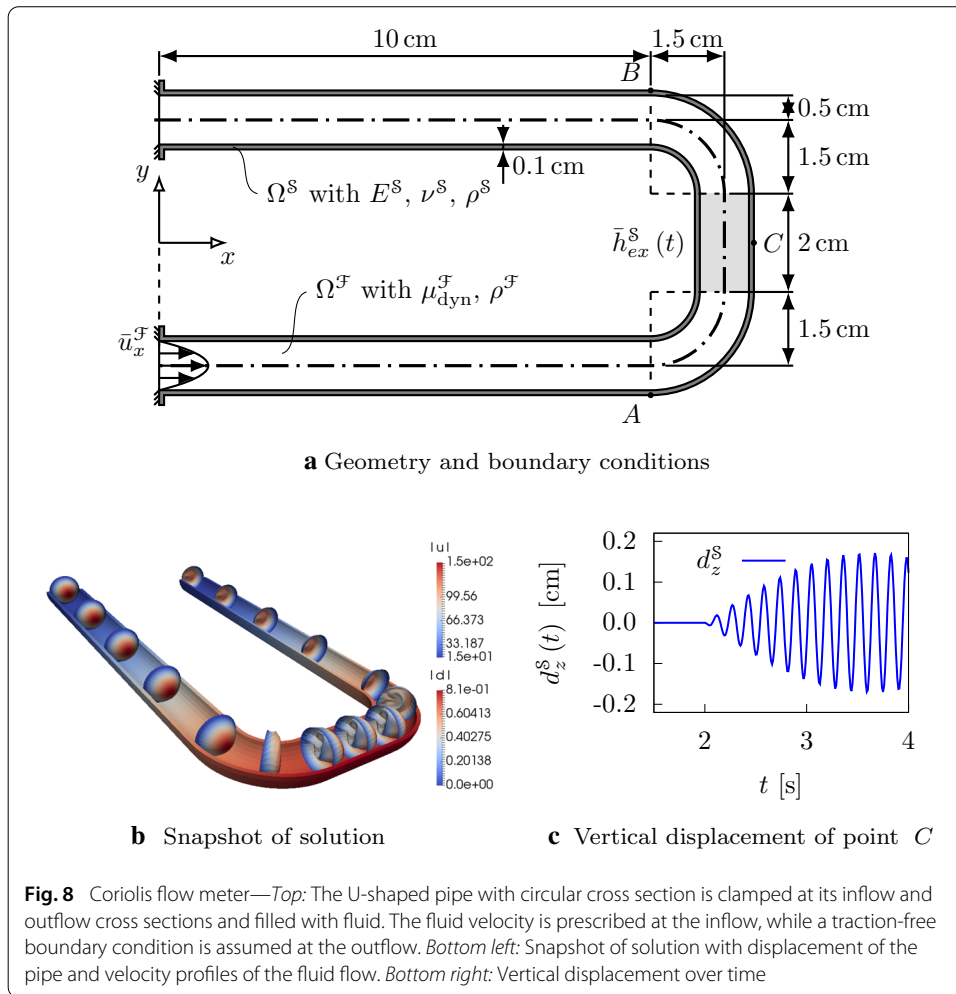 10 cm
1.5 cm
B
0.5 cm
y
0.1 cm
1.5 cm
Ω^S with E^S, ν^S, ρ^S
x
h̄_ex^S (t)
C
2 cm
Ω^F with μ_dyn^F, ρ^F
ū_x^F
1.5 cm
A
a Geometry and boundary conditions
|u|
1.5e+02
99.56
66.373
33.187
1.5e+01
|d|
8.1e-01
0.60413
0.40275
0.20138
0.0e+00
d_z^S (t) [cm]
0.2
0.1
0.0
-0.1
-0.2
d_z^S
2 3 4
t [s]
b Snapshot of solution
c Vertical displacement of point C
Fig. 8 Coriolis flow meter—Top: The U-shaped pipe with circular cross section is clamped at its inflow and
outflow cross sections and filled with fluid. The fluid velocity is prescribed at the inflow, while a traction-free
boundary condition is assumed at the outflow. Bottom left: Snapshot of solution with displacement of the
pipe and velocity profiles of the fluid flow. Bottom right: Vertical displacement over time